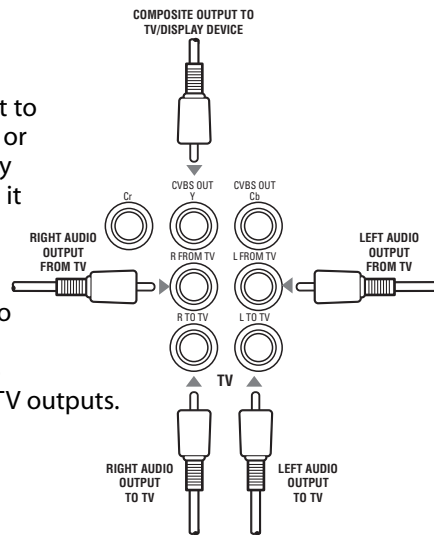 COMPOSITE OUTPUT TO
TV/DISPLAY DEVICE
t to
or
y
it
o
TV outputs.
CVBS OUT
Y
CVBS OUT
Cb
Cr
RIGHT AUDIO
OUTPUT
FROM TV
R FROM TV
L FROM TV
LEFT AUDIO
OUTPUT
FROM TV
R TO TV
L TO TV
TV
RIGHT AUDIO
OUTPUT
TO TV
LEFT AUDIO
OUTPUT
TO TV